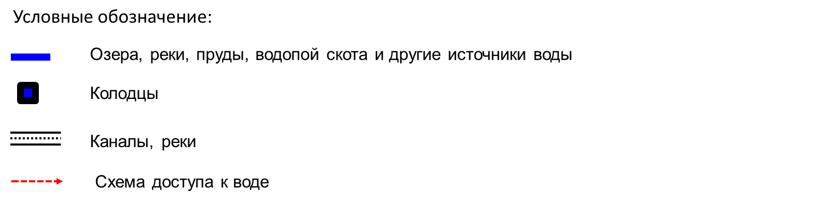 Условные обозначение:
Озера, реки, пруды, водопой скота и другие источники воды
Колодцы
Каналы, реки
Схема доступа к воде